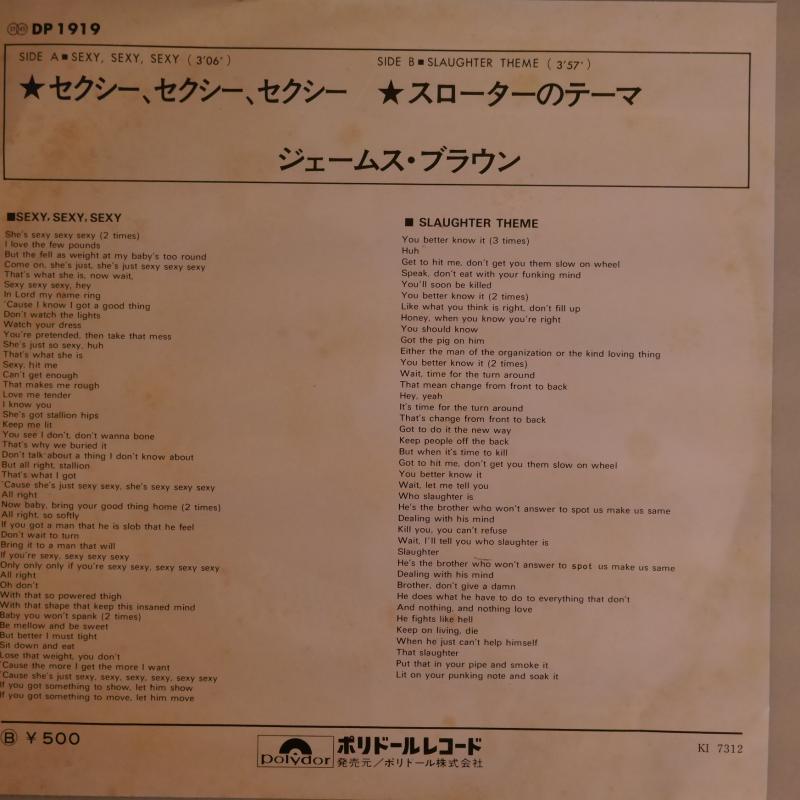 DP 1919
SIDE A■SEXY, SEXY, SEXY ( 3'06" )
★セクシー、セクシー、セクシー
SIDE B■SLAUGHTER THEME ( 3'57" )
★スローターのテーマ
ジェームス・ブラウン
■SEXY, SEXY, SEXY
She's sexy sexy sexy (2 times)
I love the few pounds
But the fell as weight at my baby's too round
Come on, she's just, she's just sexy sexy sexy
That's what she is, now wait,
Sexy sexy sexy, hey
In Lord my name ring
'Cause I know I got a good thing
Don't watch the lights
Watch your dress
You're pretended, then take that mess
She's just so sexy, huh
That's what she is
Sexy, hit me
Can't get enough
That makes me rough
Love me tender
I know you
She's got stallion hips
Keep me lit
You see I don't, don't wanna bone
That's why we buried it
Don't talk about a thing I don't know about
But all right, stallion
That's what I got
'Cause she's just sexy sexy, she's sexy sexy sexy
All right
Now baby, bring your good thing home (2 times)
All right, so softly
If you got a man that he is slob that he feel
Don't wait to turn
Bring it to a man that will
If you're sexy, sexy sexy sexy
Only only only if you're sexy sexy, sexy sexy sexy
All right
Oh don't
With that so powered thigh
With that shape that keep this insaned mind
Baby you won't spank (2 times)
Be mellow and be sweet
But better I must tight
Sit down and eat
Lose that weight, you don't
'Cause the more I get the more I want
'Cause she's just sexy, sexy, sexy, sexy, sexy sexy
If you got something to show, let him show
If you got something to move, let him move
■ SLAUGHTER THEME
You better know it (3 times)
Huh
Get to hit me, don't get you them slow on wheel
Speak, don't eat with your funking mind
You'll soon be killed
You better know it (2 times)
Like what you think is right, don't fill up
Honey, when you know you're right
You should know
Got the pig on him
Either the man of the organization or the kind loving thing
You better know it (2 times)
Wait, time for the turn around
That mean change from front to back
Hey, yeah
It's time for the turn around
That's change from front to back
Got to do it the new way
Keep people off the back
But when it's time to kill
Got to hit me, don't get you them slow on wheel
You better know it
Wait, let me tell you
Who slaughter is
He's the brother who won't answer to spot us make us same
Dealing with his mind
Kill you, you can't refuse
Wait, I'll tell you who slaughter is
Slaughter
He's the brother who won't answer to spot us make us same
Dealing with his mind
Brother, don't give a damn
He does what he have to do to everything that don't
And nothing, and nothing love
He fights like hell
Keep on living, die
When he just can't help himself
That slaughter
Put that in your pipe and smoke it
Lit on your punking note and soak it
Ⓑ ￥500
polydor
ポリドールレコード
発売元／ポリドール株式会社
KI 7312